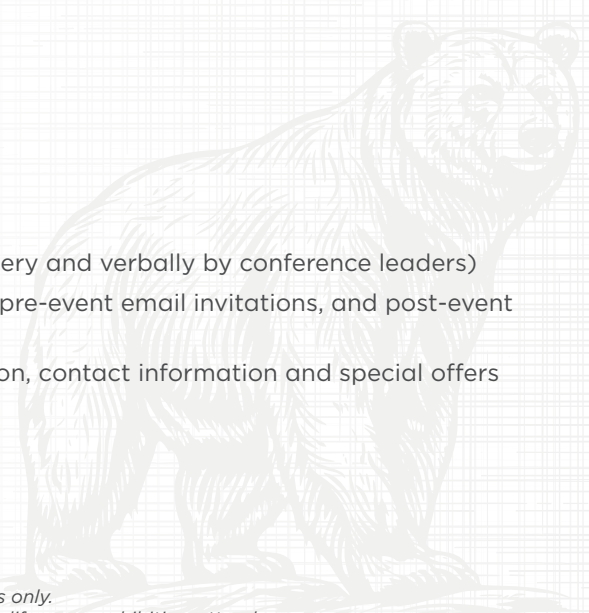 ery and verbally by conference leaders)
pre-event email invitations, and post-event
on, contact information and special offers
s only.